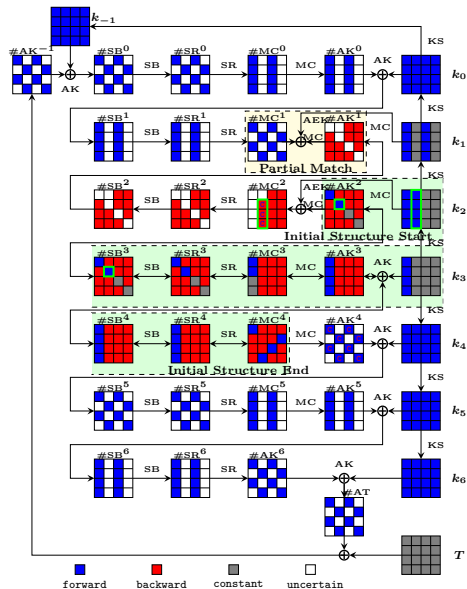 k₋₁
#AK⁻¹ #SB⁰ #SR⁰ #MC⁰ #AK⁰ KS
SB SR MC AK k₀
AK
KS
#SB¹ #SR¹ #MC¹ #AK¹
SB SR AEK MC MC k₁
Partial Match
KS
#SB² #SR² #MC² #AK²
SB SR AEK MC MC k₂
Initial Structure Start
KS
#SB³ #SR³ #MC³ #AK³ AK
SB SR MC k₃
KS
#SB⁴ #SR⁴ #MC⁴ #AK⁴ AK
SB SR MC k₄
Initial Structure End
KS
#SB⁵ #SR⁵ #MC⁵ #AK⁵ AK
SB SR MC k₅
KS
#SB⁶ #SR⁶ #AK⁶ AK
SB SR k₆
#AT
T
forward backward constant uncertain